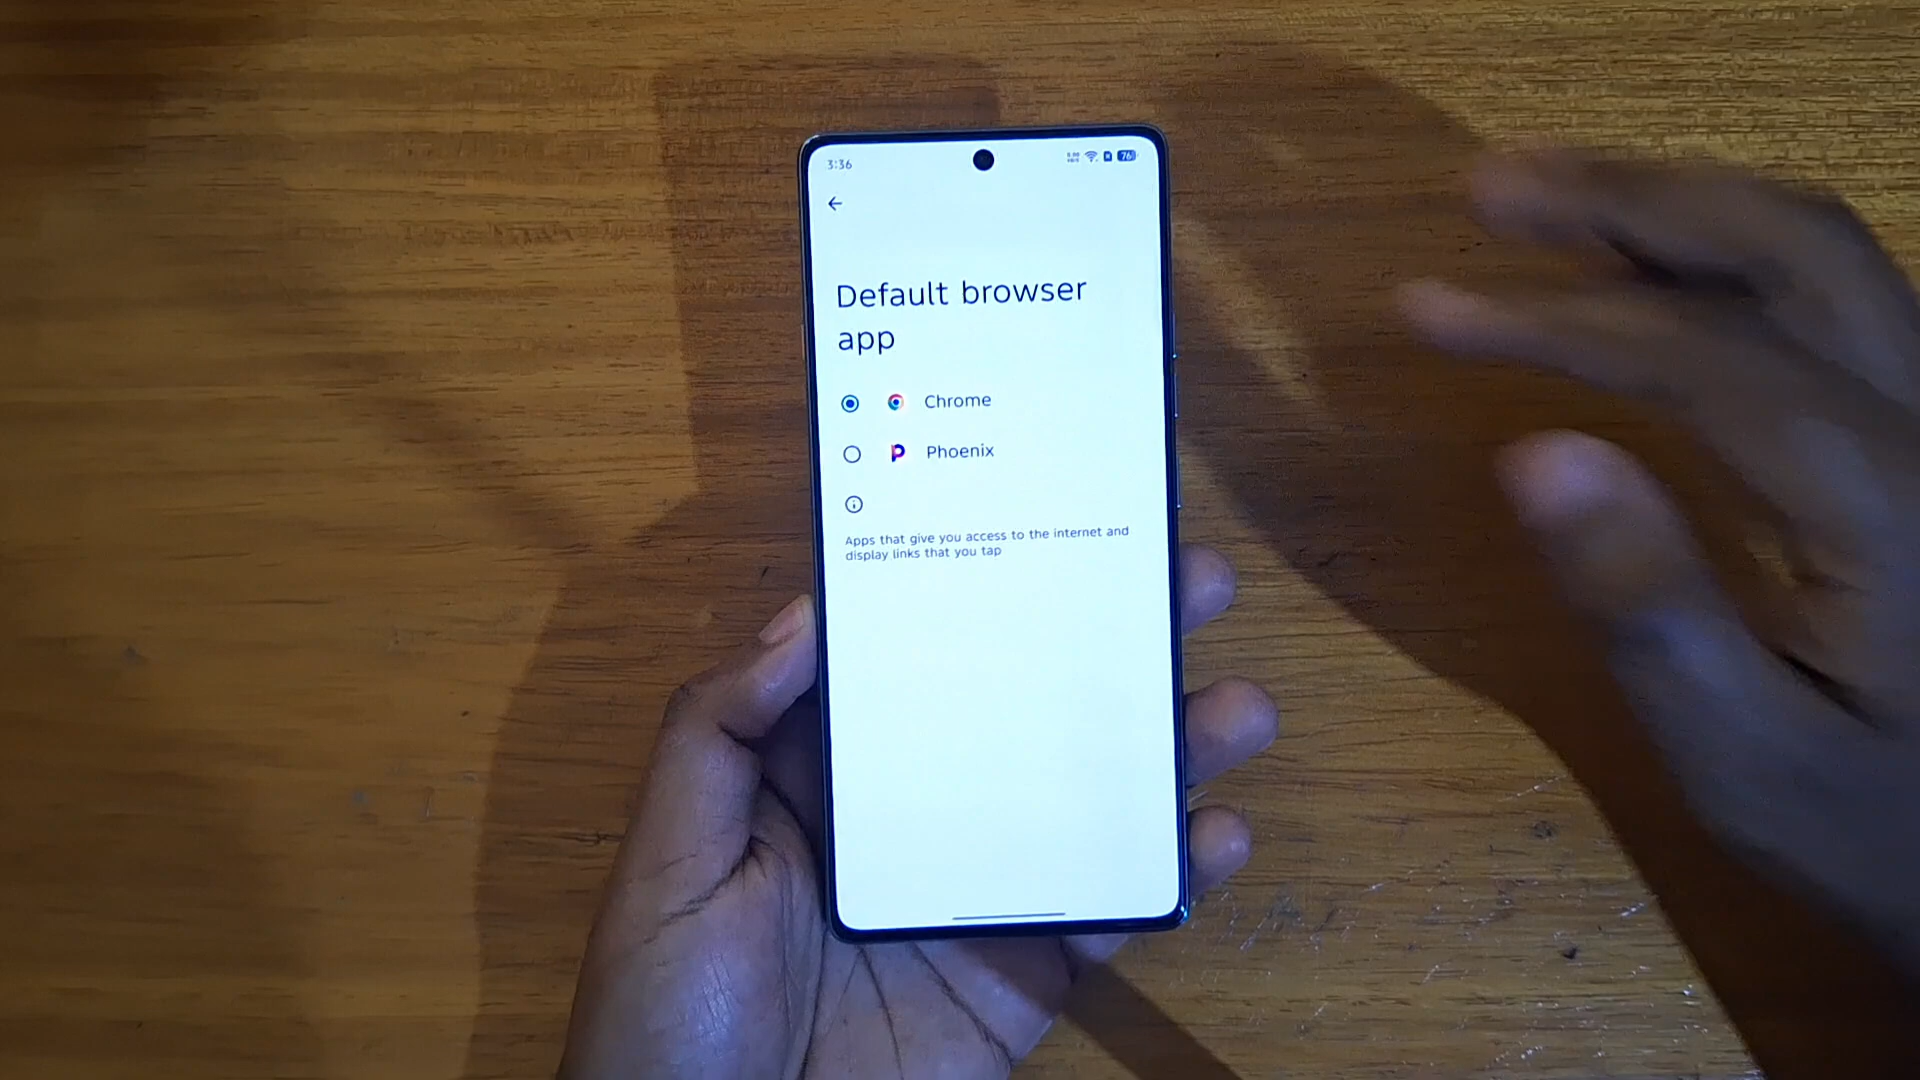 3:36
76
Default browser
app
Chrome
Phoenix
Apps that give you access to the internet and
display links that you tap